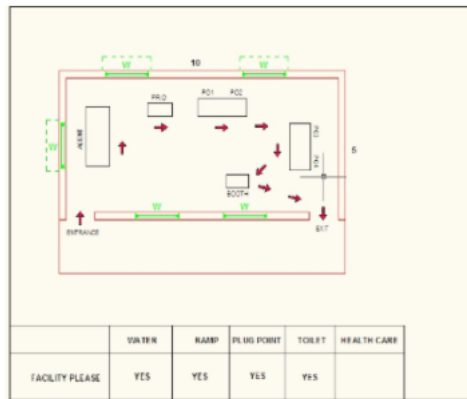 W
10
W
PRO
PO1 PO2
W
5
BOOTH
W
W
ENTRANCE
EXIT
WATER RAMP PLUG POINT TOILET HEALTH CARE
FACILITY PLEASE YES YES YES YES